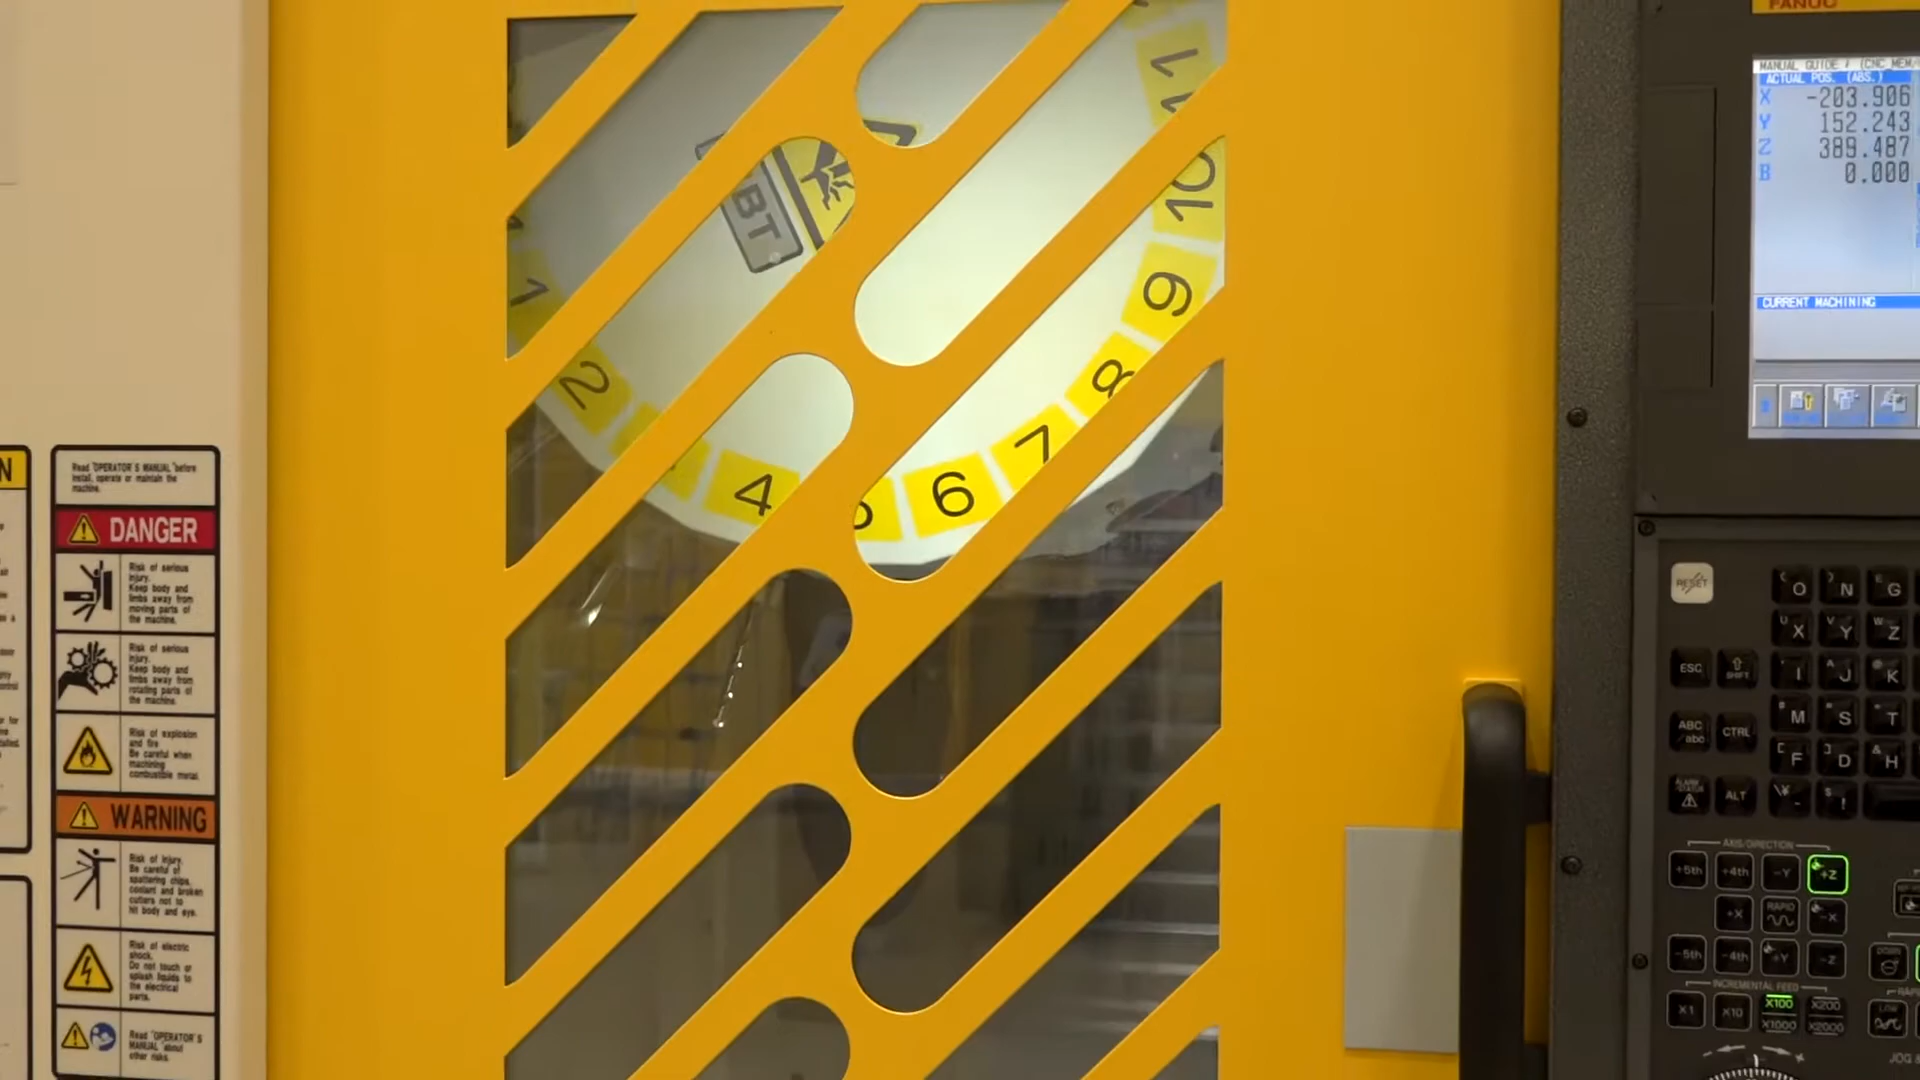 FANUC
MANUAL GUIDE i (CNC MEM
ACTUAL POS. (ABS.)
X -203.906
Y 152.243
Z 389.487
B 0.000
CURRENT MACHINING
BT
1
2
4
5
6
7
8
9
10
11
N
Read "OPERATOR'S MANUAL" before
install, operate or maintain the
machine.
DANGER
Risk of serious
injury.
Keep body and
limbs away from
moving parts of
the machine.
Risk of serious
injury.
Keep body and
limbs away from
rotating parts of
the machine.
Risk of explosion
and fire
Be careful when
machining
combustible metal.
WARNING
Risk of injury.
Be careful of
spattering chips,
coolant and broken
cutters not to
hit body and eye.
Risk of electric
shock.
Do not touch or
splash liquids to
the electrical
parts.
Read "OPERATOR'S
MANUAL" about
other risks.
RESET
O N G
X Y Z
ESC SHIFT I J K
ABC/abc CTRL M S T
F D H
ALARM ALT
AXIS/DIRECTION
+5th +4th -Y +Z
+X RAPID -X
-5th -4th +Y -Z
DOWN
INCREMENTAL FEED
X1 X10 X100 X200
X1000 X2000
LOW
JOG &